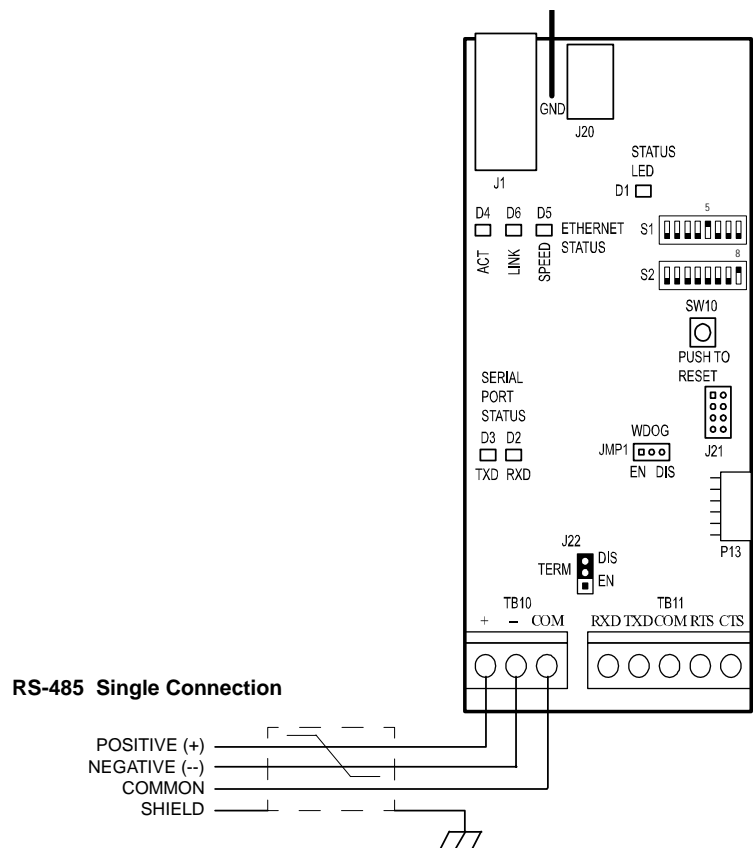 GND
J20
J1
STATUS
LED
D1
D4 D6 D5
ETHERNET
STATUS
ACT
LINK
SPEED
5
S1
8
S2
SW10
PUSH TO
RESET
SERIAL
PORT
STATUS
D3 D2
TXD RXD
WDOG
JMP1
EN DIS
J21
P13
J22
DIS
TERM
EN
TB10
+ − COM
TB11
RXD TXD COM RTS CTS
RS-485 Single Connection
POSITIVE (+)
NEGATIVE (--)
COMMON
SHIELD